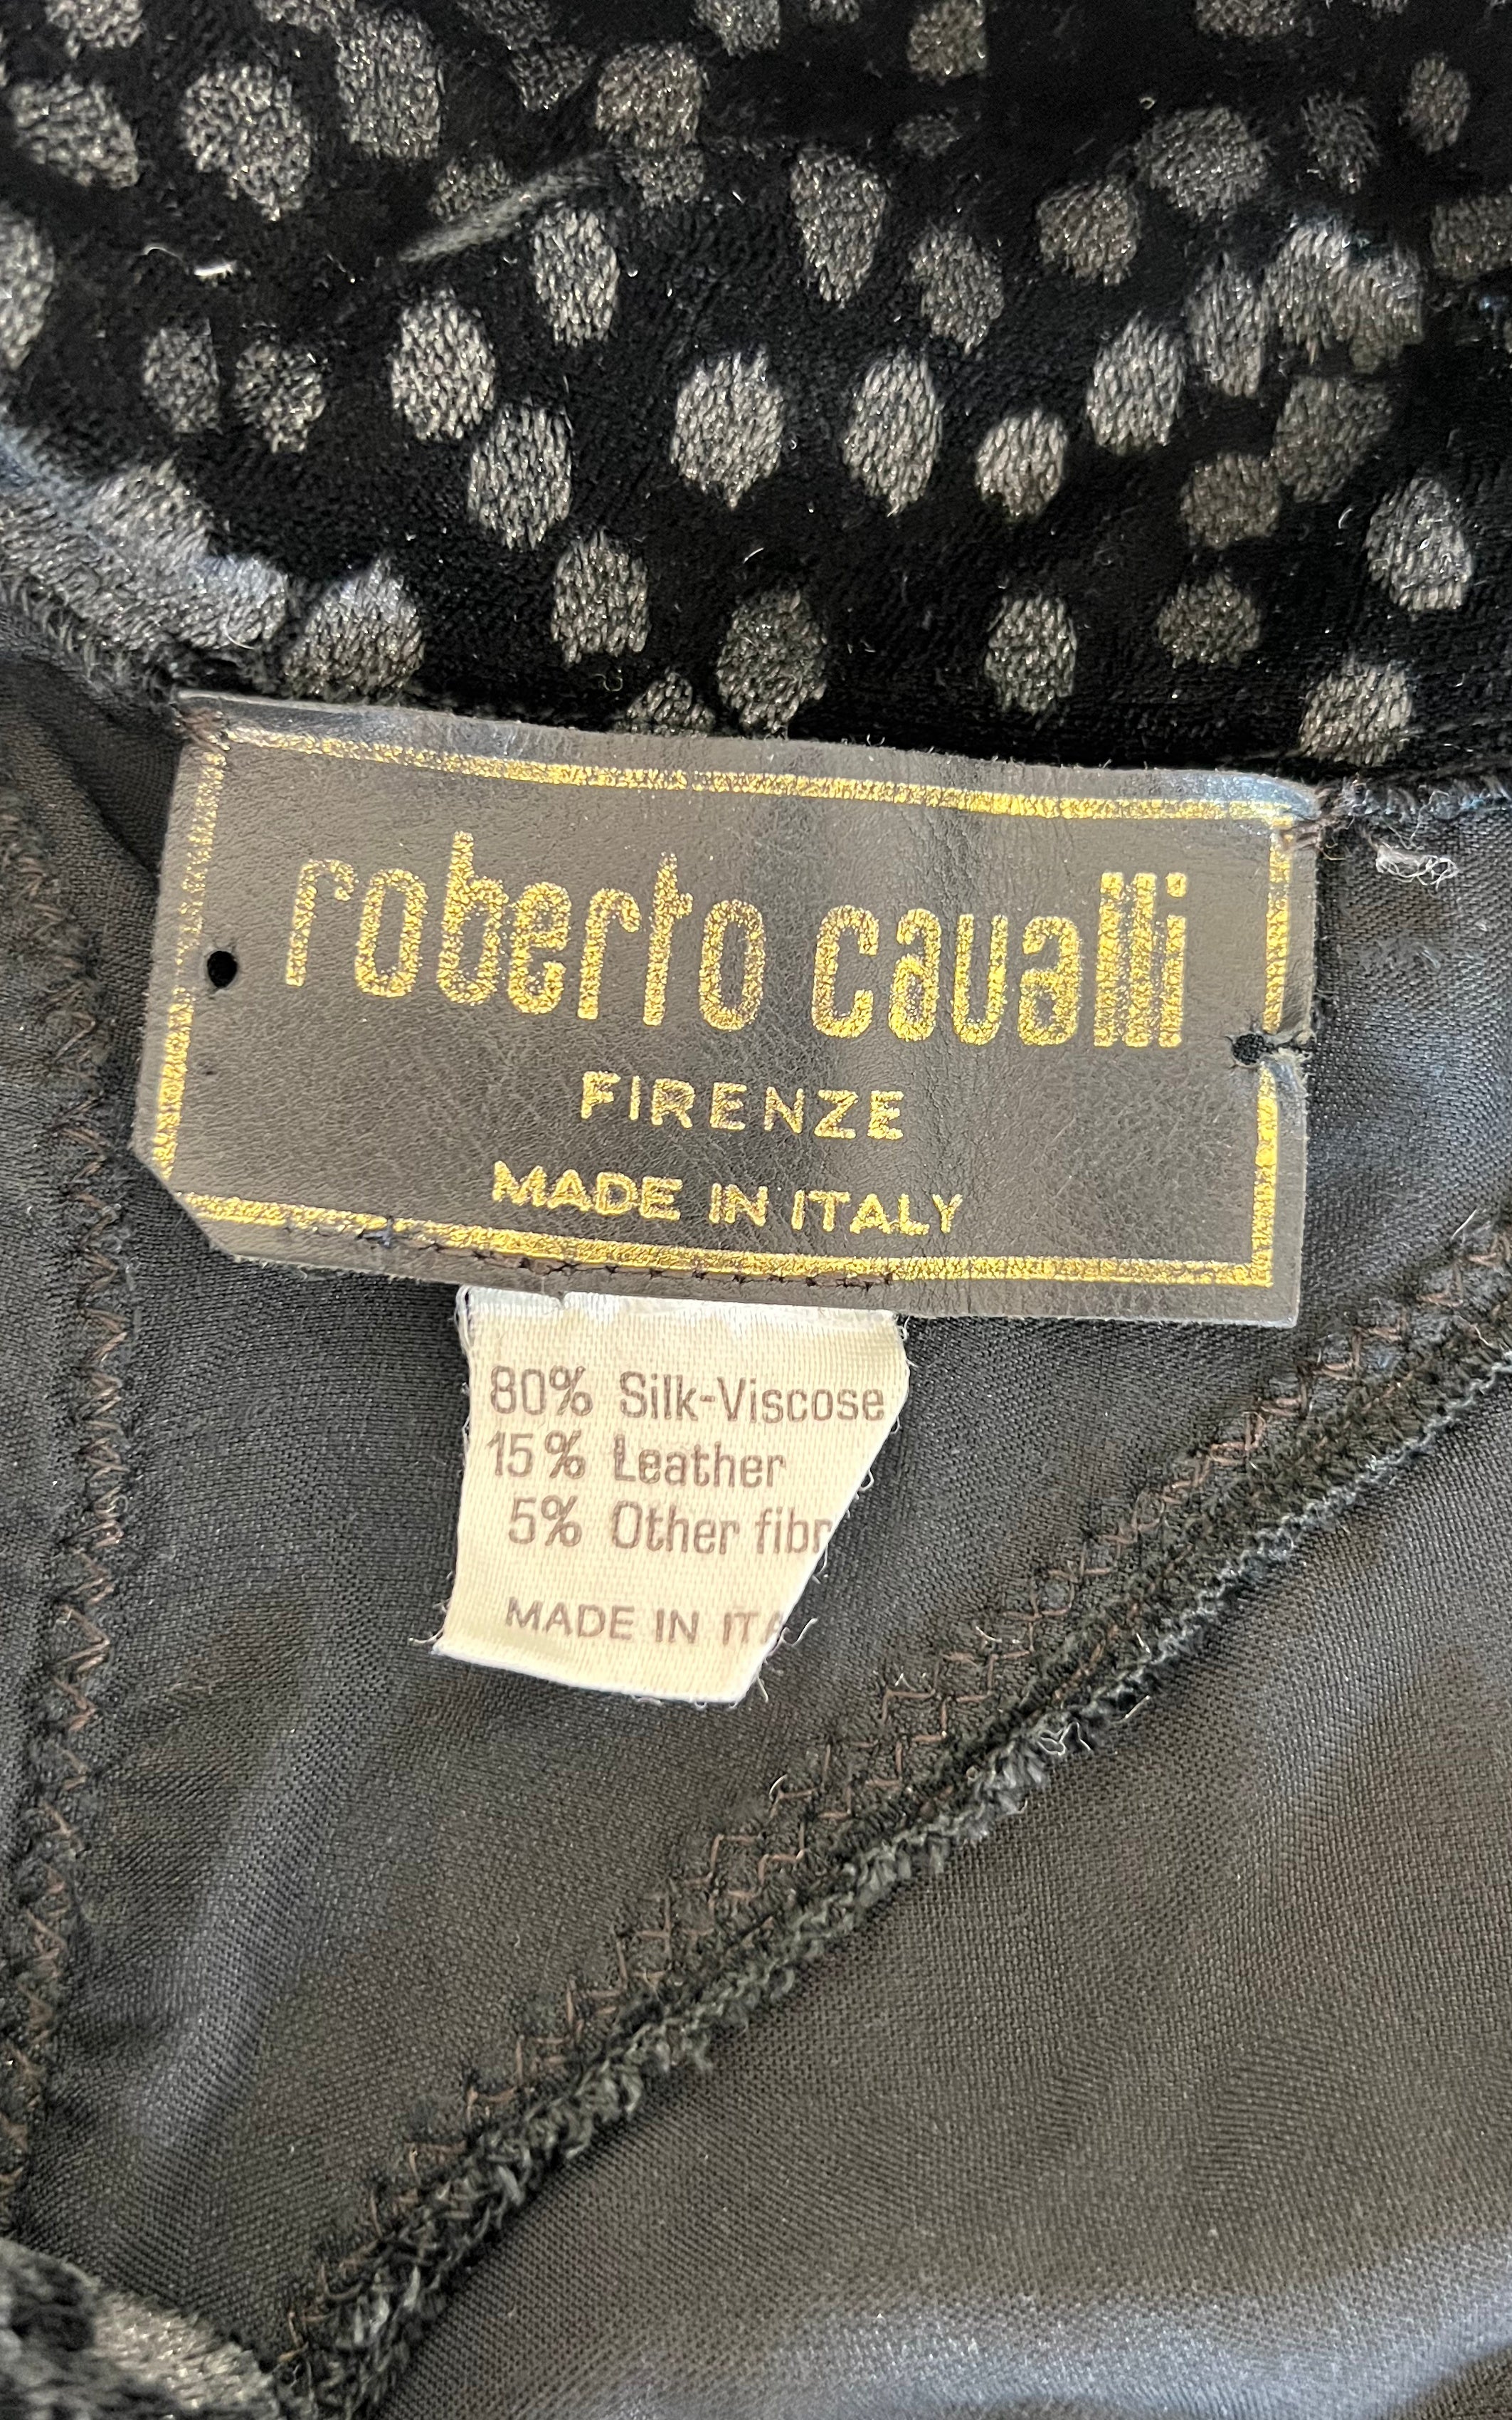 roberto cavalli
FIRENZE
MADE IN ITALY
80% Silk-Viscose
15% Leather
5% Other fibr
MADE IN ITA